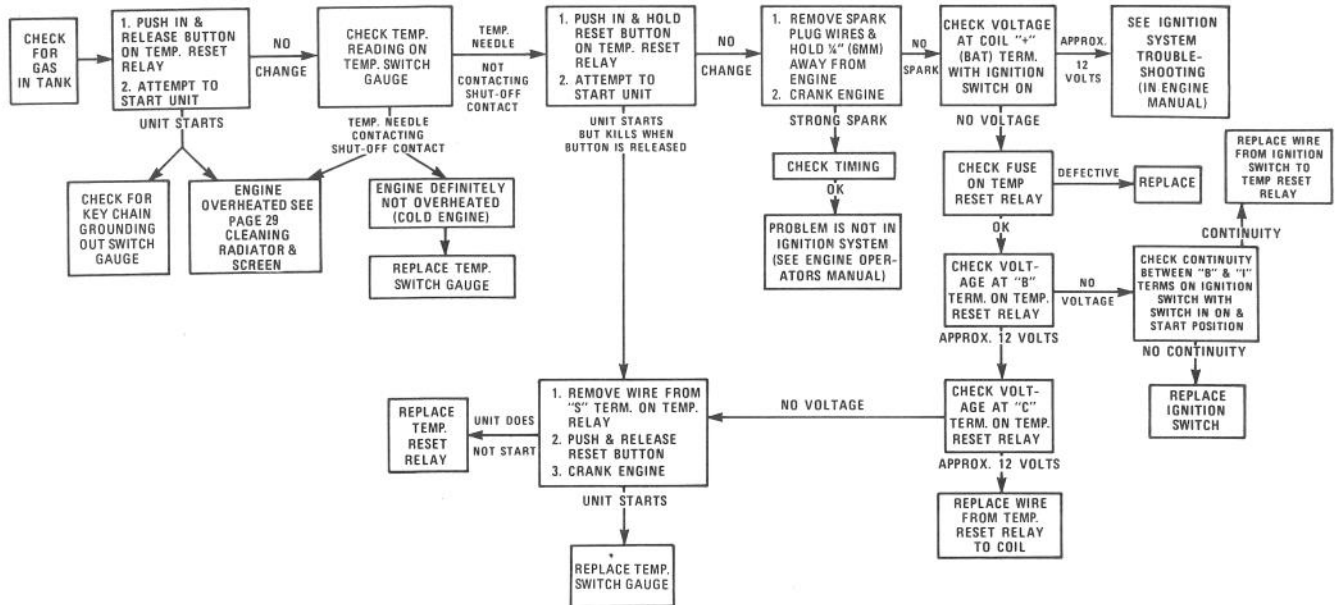 CHECK
FOR
GAS
IN TANK
1. PUSH IN &
RELEASE BUTTON
ON TEMP. RESET
RELAY
2. ATTEMPT TO
START UNIT
NO
CHANGE
CHECK TEMP.
READING ON
TEMP. SWITCH
GAUGE
TEMP.
NEEDLE
NOT
CONTACTING
SHUT-OFF
CONTACT
1. PUSH IN & HOLD
RESET BUTTON
ON TEMP. RESET
RELAY
2. ATTEMPT TO
START UNIT
NO
CHANGE
1. REMOVE SPARK
PLUG WIRES &
HOLD ¼" (6MM)
AWAY FROM
ENGINE
2. CRANK ENGINE
NO
SPARK
CHECK VOLTAGE
AT COIL "+"
(BAT) TERM.
WITH IGNITION
SWITCH ON
APPROX.
12
VOLTS
SEE IGNITION
SYSTEM
TROUBLE-
SHOOTING
(IN ENGINE
MANUAL)
UNIT STARTS
TEMP. NEEDLE
CONTACTING
SHUT-OFF CONTACT
UNIT STARTS
BUT KILLS WHEN
BUTTON IS RELEASED
STRONG SPARK
NO VOLTAGE
CHECK FOR
KEY CHAIN
GROUNDING
OUT SWITCH
GAUGE
ENGINE
OVERHEATED SEE
PAGE 29
CLEANING
RADIATOR &
SCREEN
ENGINE DEFINITELY
NOT OVERHEATED
(COLD ENGINE)
REPLACE TEMP.
SWITCH GAUGE
CHECK TIMING
OK
PROBLEM IS NOT IN
IGNITION SYSTEM
(SEE ENGINE OPER-
ATORS MANUAL)
CHECK FUSE
ON TEMP
RESET RELAY
DEFECTIVE
REPLACE
REPLACE WIRE
FROM IGNITION
SWITCH TO
TEMP RESET
RELAY
CONTINUITY
OK
CHECK VOLT-
AGE AT "B"
TERM. ON TEMP.
RESET RELAY
NO
VOLTAGE
CHECK CONTINUITY
BETWEEN "B" & "I"
TERMS ON IGNITION
SWITCH WITH
SWITCH IN ON &
START POSITION
NO CONTINUITY
REPLACE
IGNITION
SWITCH
APPROX. 12 VOLTS
CHECK VOLT-
AGE AT "C"
TERM. ON TEMP.
RESET RELAY
NO VOLTAGE
1. REMOVE WIRE FROM
"S" TERM. ON TEMP.
RELAY
2. PUSH & RELEASE
RESET BUTTON
3. CRANK ENGINE
UNIT DOES
NOT START
REPLACE
TEMP.
RESET
RELAY
APPROX. 12 VOLTS
REPLACE WIRE
FROM TEMP.
RESET RELAY
TO COIL
UNIT STARTS
REPLACE TEMP.
SWITCH GAUGE